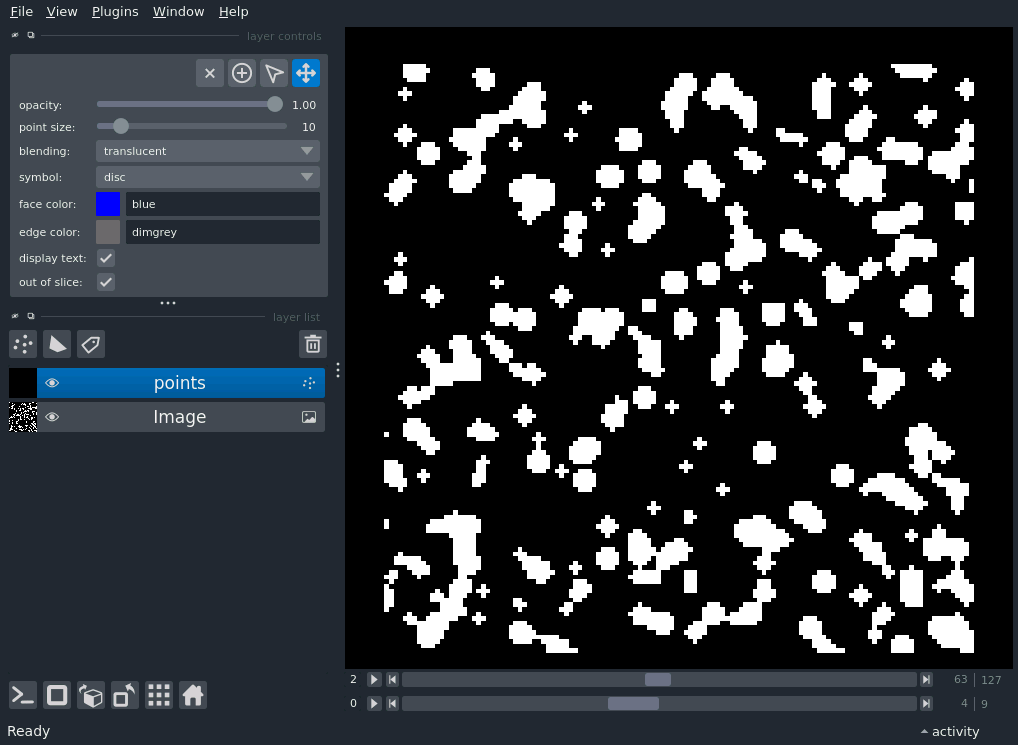 File View Plugins Window Help
layer controls
opacity: 1.00
point size: 10
blending: translucent
symbol: disc
face color: blue
edge color: dimgrey
display text:
out of slice:
layer list
points
Image
2 63 127
0 4 9
Ready activity